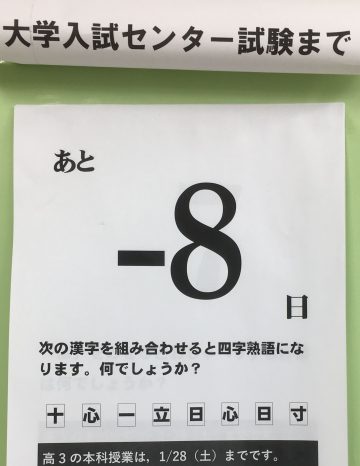 大学入試センター試験まで
あと
-8
日
次の漢字を組み合わせると四字熟語にな
ります。何でしょうか？
十 心 一 立 日 心 日 寸
高３の本科授業は，1/28（土）までです。